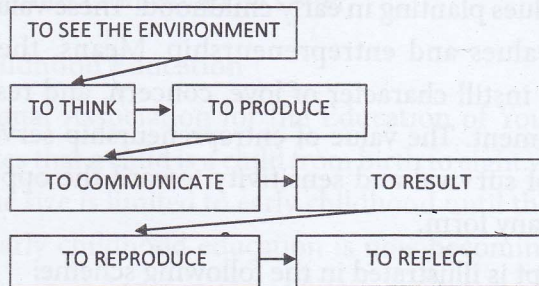 TO SEE THE ENVIRONMENT
TO THINK TO PRODUCE
TO COMMUNICATE TO RESULT
TO REPRODUCE TO REFLECT